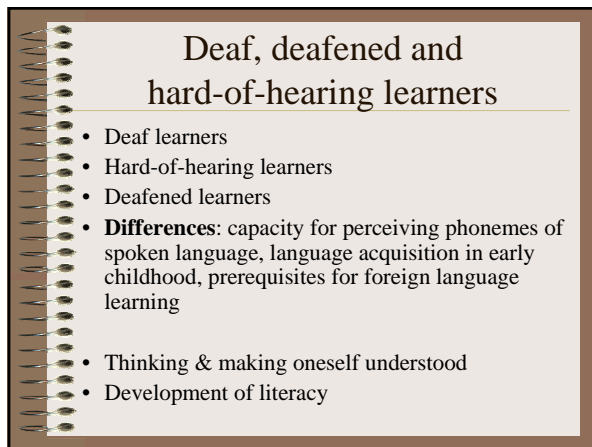 Deaf, deafened and
hard-of-hearing learners
• Deaf learners
• Hard-of-hearing learners
• Deafened learners
• Differences: capacity for perceiving phonemes of
spoken language, language acquisition in early
childhood, prerequisites for foreign language
learning
• Thinking & making oneself understood
• Development of literacy